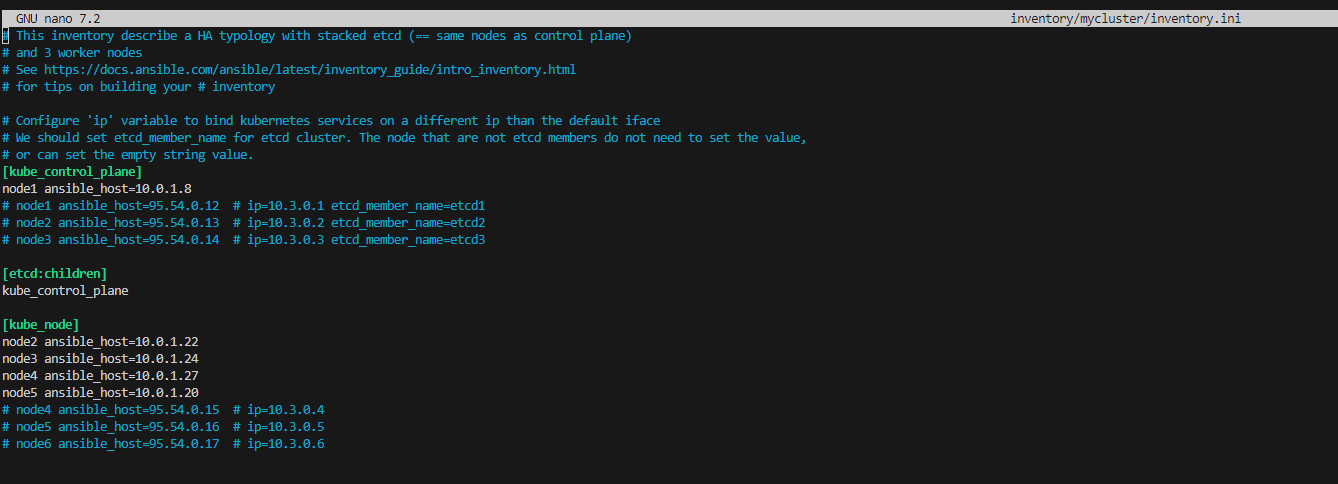 GNU nano 7.2 inventory/mycluster/inventory.ini
# This inventory describe a HA typology with stacked etcd (== same nodes as control plane)
# and 3 worker nodes
# See https://docs.ansible.com/ansible/latest/inventory_guide/intro_inventory.html
# for tips on building your # inventory

# Configure 'ip' variable to bind kubernetes services on a different ip than the default iface
# We should set etcd_member_name for etcd cluster. The node that are not etcd members do not need to set the value,
# or can set the empty string value.
[kube_control_plane]
node1 ansible_host=10.0.1.8
# node1 ansible_host=95.54.0.12  # ip=10.3.0.1 etcd_member_name=etcd1
# node2 ansible_host=95.54.0.13  # ip=10.3.0.2 etcd_member_name=etcd2
# node3 ansible_host=95.54.0.14  # ip=10.3.0.3 etcd_member_name=etcd3

[etcd:children]
kube_control_plane

[kube_node]
node2 ansible_host=10.0.1.22
node3 ansible_host=10.0.1.24
node4 ansible_host=10.0.1.27
node5 ansible_host=10.0.1.20
# node4 ansible_host=95.54.0.15  # ip=10.3.0.4
# node5 ansible_host=95.54.0.16  # ip=10.3.0.5
# node6 ansible_host=95.54.0.17  # ip=10.3.0.6